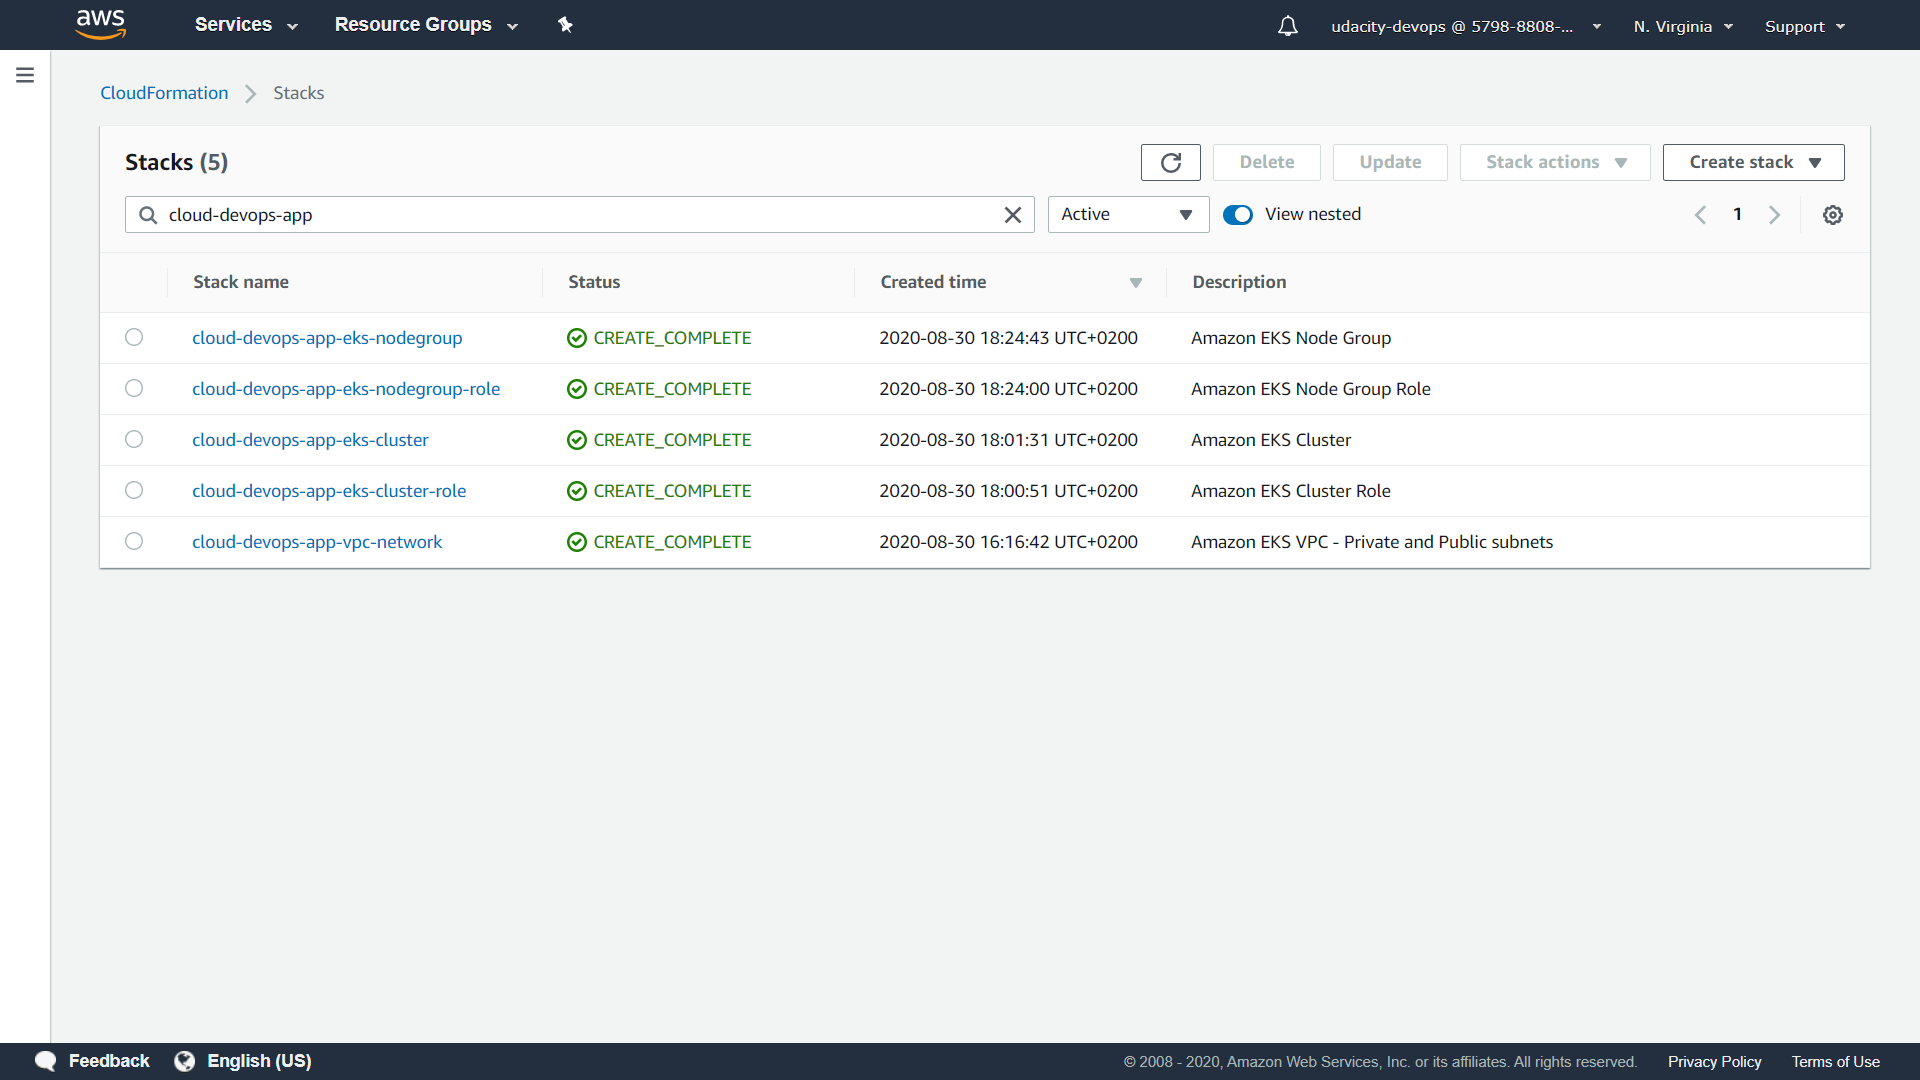 aws Services Resource Groups udacity-devops @ 5798-8808-... N. Virginia Support
CloudFormation Stacks
Stacks (5) Delete Update Stack actions Create stack
cloud-devops-app Active View nested 1
Stack name Status Created time Description
cloud-devops-app-eks-nodegroup CREATE_COMPLETE 2020-08-30 18:24:43 UTC+0200 Amazon EKS Node Group
cloud-devops-app-eks-nodegroup-role CREATE_COMPLETE 2020-08-30 18:24:00 UTC+0200 Amazon EKS Node Group Role
cloud-devops-app-eks-cluster CREATE_COMPLETE 2020-08-30 18:01:31 UTC+0200 Amazon EKS Cluster
cloud-devops-app-eks-cluster-role CREATE_COMPLETE 2020-08-30 18:00:51 UTC+0200 Amazon EKS Cluster Role
cloud-devops-app-vpc-network CREATE_COMPLETE 2020-08-30 16:16:42 UTC+0200 Amazon EKS VPC - Private and Public subnets
Feedback English (US) © 2008 - 2020, Amazon Web Services, Inc. or its affiliates. All rights reserved. Privacy Policy Terms of Use